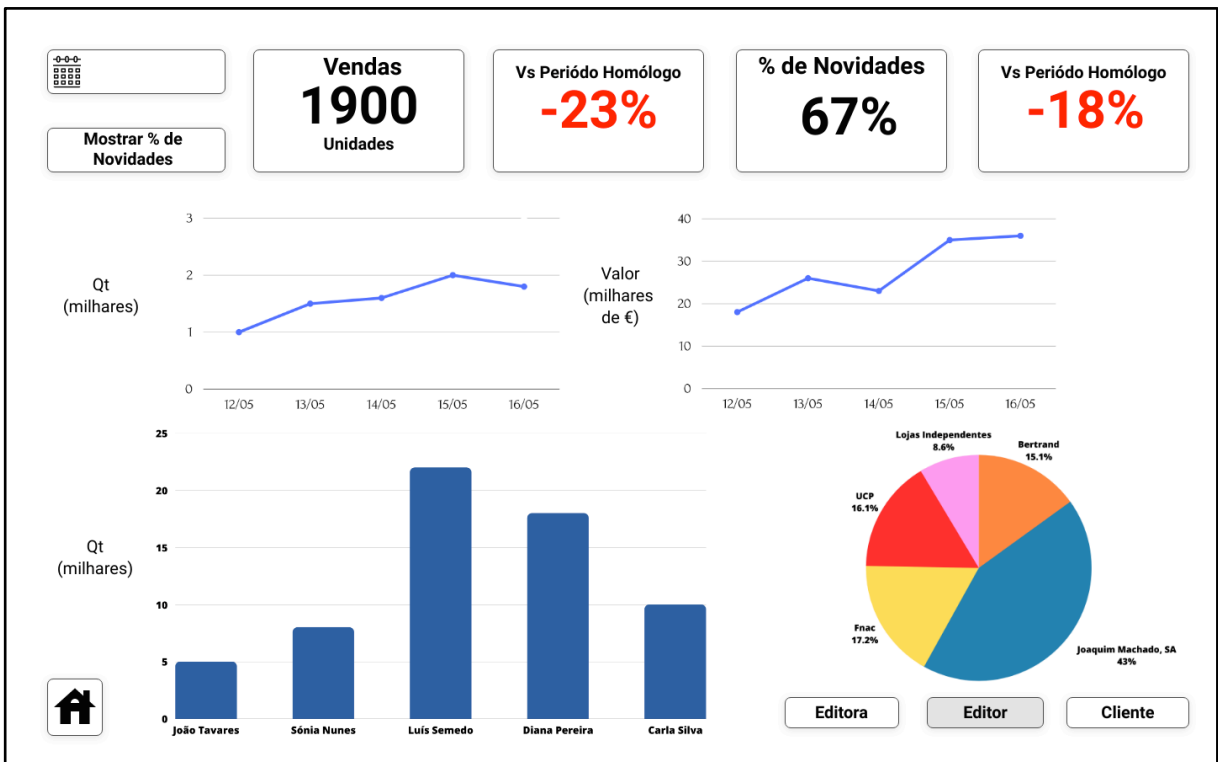 Mostrar % de
Novidades
Vendas
1900
Unidades
Vs Periódo Homólogo
-23%
% de Novidades
67%
Vs Periódo Homólogo
-18%
Qt
(milhares)
3
2
1
0
12/05 13/05 14/05 15/05 16/05
Valor
(milhares
de €)
40
30
20
10
0
12/05 13/05 14/05 15/05 16/05
Qt
(milhares)
25
20
15
10
5
0
João Tavares Sónia Nunes Luís Semedo Diana Pereira Carla Silva
Lojas Independentes
8.6%
Bertrand
15.1%
UCP
16.1%
Fnac
17.2%
Joaquim Machado, SA
43%
Editora
Editor
Cliente